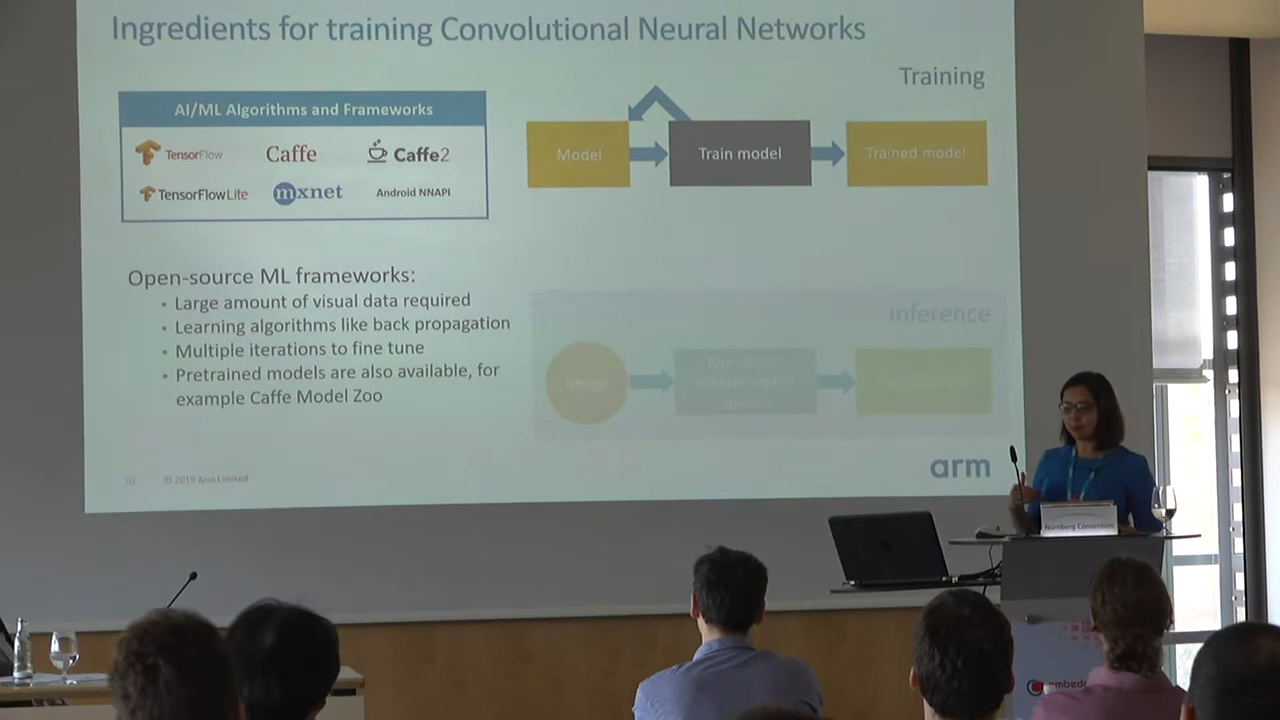 Ingredients for training Convolutional Neural Networks
Training
AI/ML Algorithms and Frameworks
TensorFlow
Caffe
Caffe2
TensorFlowLite
mxnet
Android NNAPI
Model
Train model
Trained model
Open-source ML frameworks:
• Large amount of visual data required
• Learning algorithms like back propagation
• Multiple iterations to fine tune
• Pretrained models are also available, for
example Caffe Model Zoo
Inference
Image
arm
© 2019 Arm Limited
Nürnberg Convention